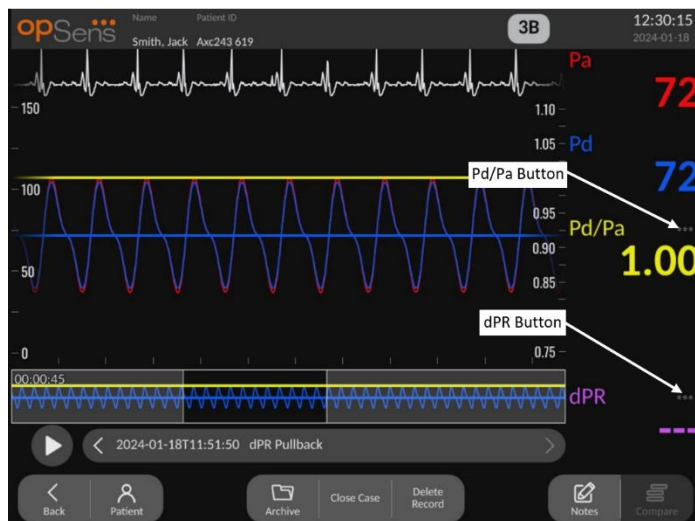 opSens
Name Patient ID
Smith, Jack Axc243 619
3B
12:30:15
2024-01-18
Pa
72
150
1.10
1.05
Pd
72
Pd/Pa Button
100
0.95
Pd/Pa
0.90
1.00
50
0.85
dPR Button
0
0.75
00:00:45
dPR
---
2024-01-18T11:51:50 dPR Pullback
Back
Patient
Archive
Close Case
Delete
Record
Notes
Compare